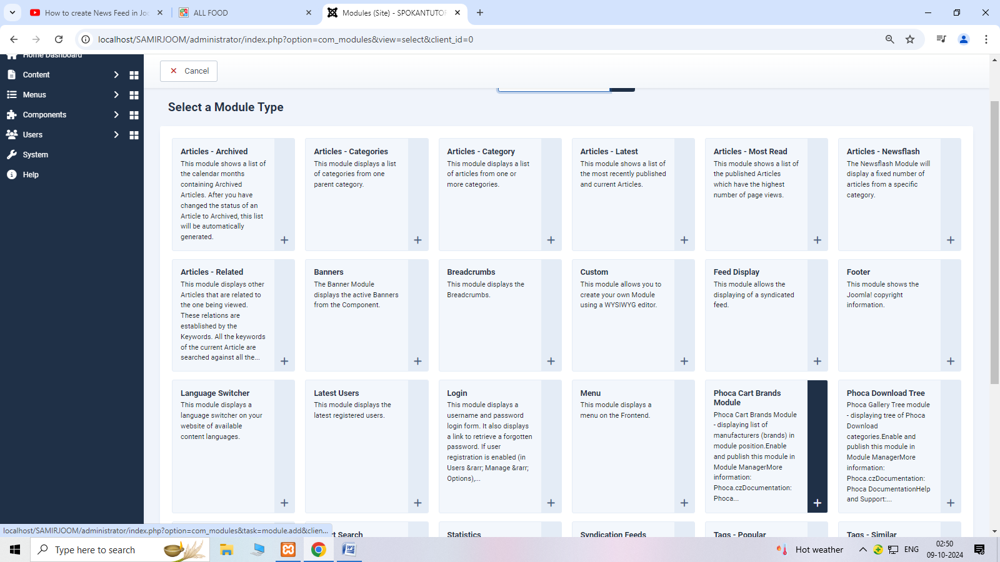 How to create News Feed in Joo
ALL FOOD
Modules (Site) - SPOKANTUTOR
localhost/SAMIRJOOM/administrator/index.php?option=com_modules&view=select&client_id=0
Home Dashboard
Content
Menus
Components
Users
System
Help
Cancel
Select a Module Type
Articles - Archived
This module shows a list of
the calendar months
containing Archived
Articles. After you have
changed the status of an
Article to Archived, this list
will be automatically
generated.
Articles - Categories
This module displays a list
of categories from one
parent category.
Articles - Category
This module displays a list
of articles from one or
more categories.
Articles - Latest
This module shows a list of
the most recently published
and current Articles.
Articles - Most Read
This module shows a list of
the published Articles
which have the highest
number of page views.
Articles - Newsflash
The Newsflash Module will
display a fixed number of
articles from a specific
category.
Articles - Related
This module displays other
Articles that are related to
the one being viewed.
These relations are
established by the
Keywords. All the keywords
of the current Article are
searched against all the...
Banners
The Banner Module
displays the active Banners
from the Component.
Breadcrumbs
This module displays the
Breadcrumbs.
Custom
This module allows you to
create your own Module
using a WYSIWYG editor.
Feed Display
This module allows the
displaying of a syndicated
feed.
Footer
This module shows the
Joomla! copyright
information.
Language Switcher
This module displays a
language switcher on your
website of available
content languages.
Latest Users
This module displays the
latest registered users.
Login
This module displays a
username and password
login form. It also displays
a link to retrieve a forgotten
password. If user
registration is enabled (in
Users &rarr; Manage &rarr;
Options),...
Menu
This module displays a
menu on the Frontend.
Phoca Cart Brands
Module
Phoca Cart Brands Module
- displaying list of
manufacturers (brands) in
module position.Enable
and publish this module in
Module ManagerMore
information:
Phoca.czDocumentation:
Phoca...
Phoca Download Tree
Phoca Gallery Tree module
- displaying tree of Phoca
Download
categories.Enable and
publish this module in
Module ManagerMore
information:
Phoca.czDocumentation:
Phoca DocumentationHelp
and Support:...
Search
Statistics
Syndication Feeds
Tags - Popular
Tags - Similar
localhost/SAMIRJOOM/administrator/index.php?option=com_modules&task=module.add&clien...
Type here to search
Hot weather
ENG
02:50
09-10-2024